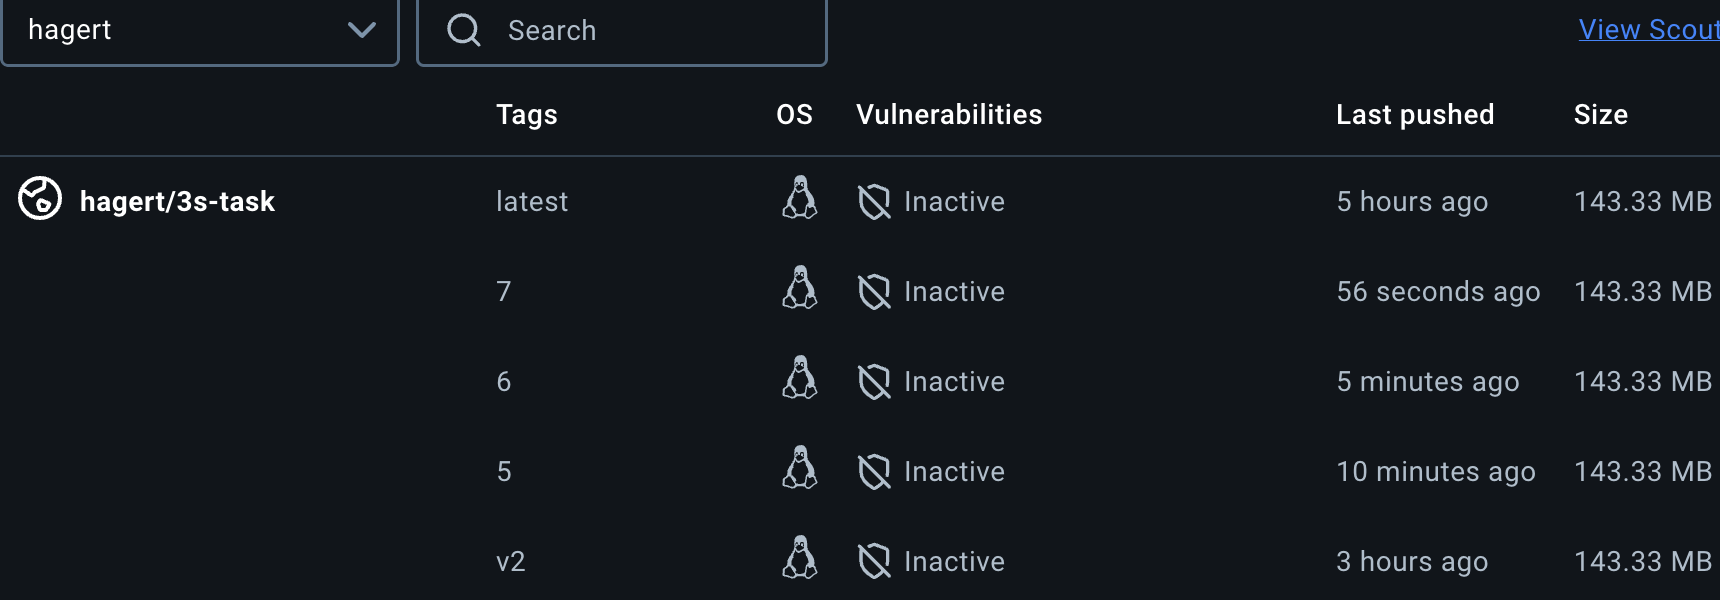 hagert Search View Scout
Tags OS Vulnerabilities Last pushed Size
hagert/3s-task latest Inactive 5 hours ago 143.33 MB
7 Inactive 56 seconds ago 143.33 MB
6 Inactive 5 minutes ago 143.33 MB
5 Inactive 10 minutes ago 143.33 MB
v2 Inactive 3 hours ago 143.33 MB